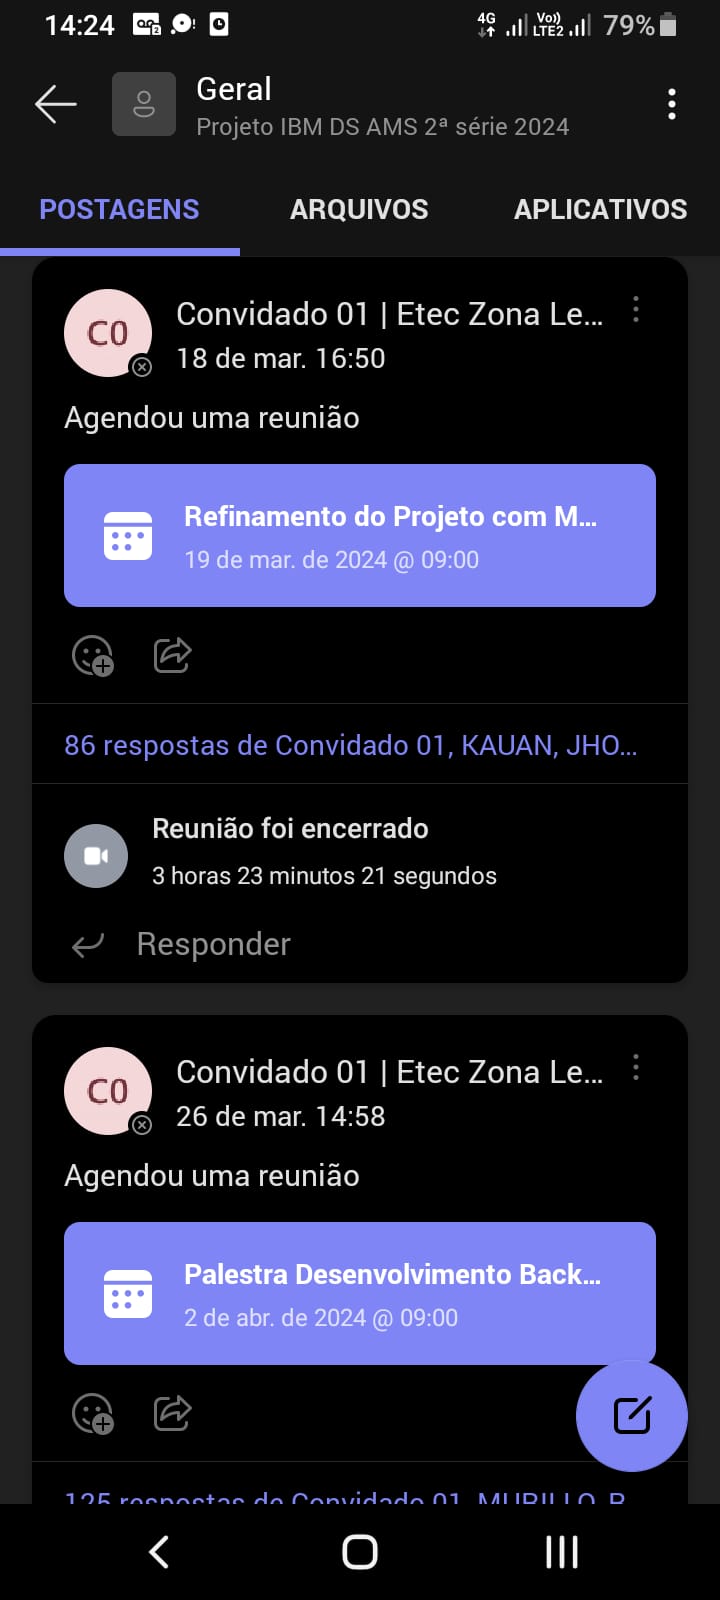 14:24
4G Vo)) LTE2 79%
Geral
Projeto IBM DS AMS 2ª série 2024
POSTAGENS ARQUIVOS APLICATIVOS
C0 Convidado 01 | Etec Zona Le...
18 de mar. 16:50
Agendou uma reunião
Refinamento do Projeto com M...
19 de mar. de 2024 @ 09:00
86 respostas de Convidado 01, KAUAN, JHO...
Reunião foi encerrado
3 horas 23 minutos 21 segundos
Responder
C0 Convidado 01 | Etec Zona Le...
26 de mar. 14:58
Agendou uma reunião
Palestra Desenvolvimento Back...
2 de abr. de 2024 @ 09:00
125 respostas de Convidado 01, MURILLO, B